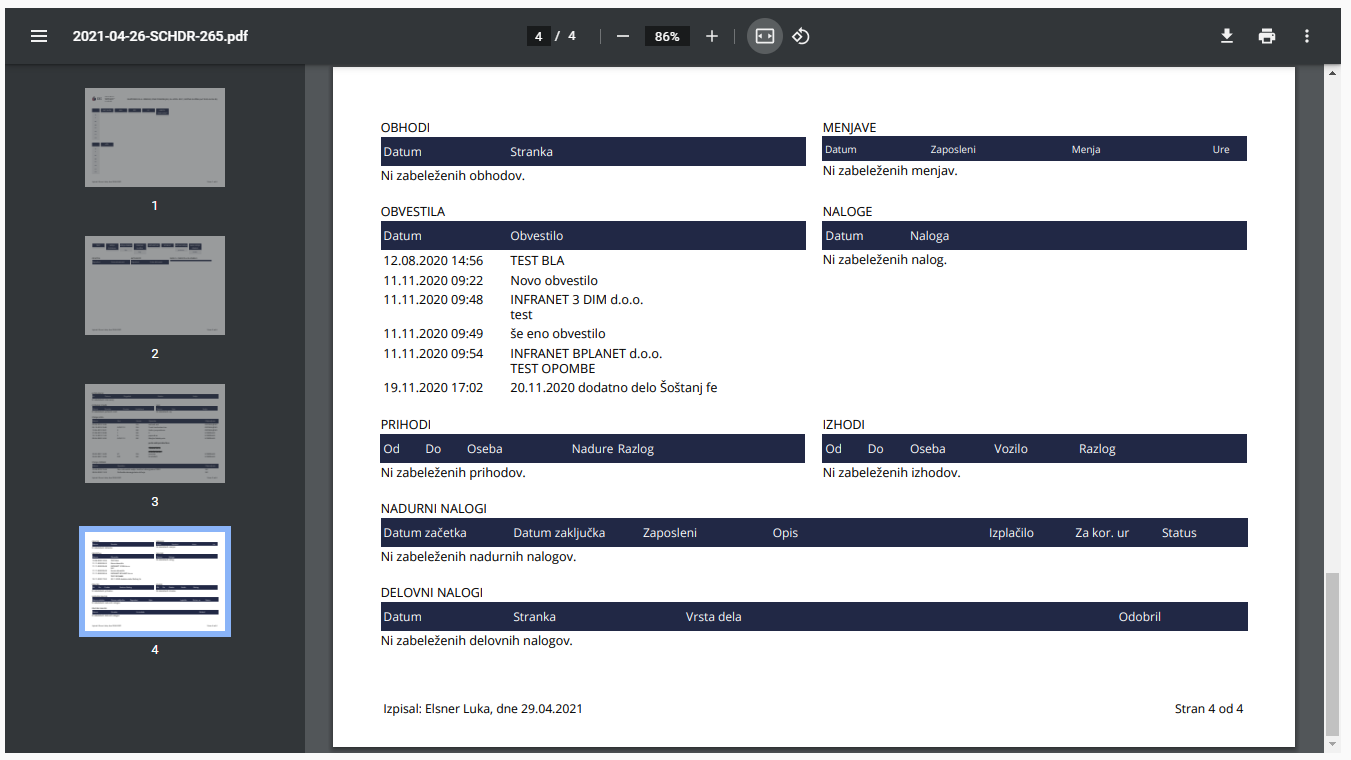 2021-04-26-SCHDR-265.pdf
4 / 4
86%
1
2
3
4
OBHODI
Datum Stranka
Ni zabeleženih obhodov.
MENJAVE
Datum Zaposleni Menja Ure
Ni zabeleženih menjav.
OBVESTILA
Datum Obvestilo
12.08.2020 14:56 TEST BLA
11.11.2020 09:22 Novo obvestilo
11.11.2020 09:48 INFRANET 3 DIM d.o.o.
test
11.11.2020 09:49 še eno obvestilo
11.11.2020 09:54 INFRANET BPLANET d.o.o.
TEST OPOMBE
19.11.2020 17:02 20.11.2020 dodatno delo Šoštanj fe
NALOGE
Datum Naloga
Ni zabeleženih nalog.
PRIHODI
Od Do Oseba Nadure Razlog
Ni zabeleženih prihodov.
IZHODI
Od Do Oseba Vozilo Razlog
Ni zabeleženih izhodov.
NADURNI NALOGI
Datum začetka Datum zaključka Zaposleni Opis Izplačilo Za kor. ur Status
Ni zabeleženih nadurnih nalogov.
DELOVNI NALOGI
Datum Stranka Vrsta dela Odobril
Ni zabeleženih delovnih nalogov.
Izpisal: Elsner Luka, dne 29.04.2021
Stran 4 od 4